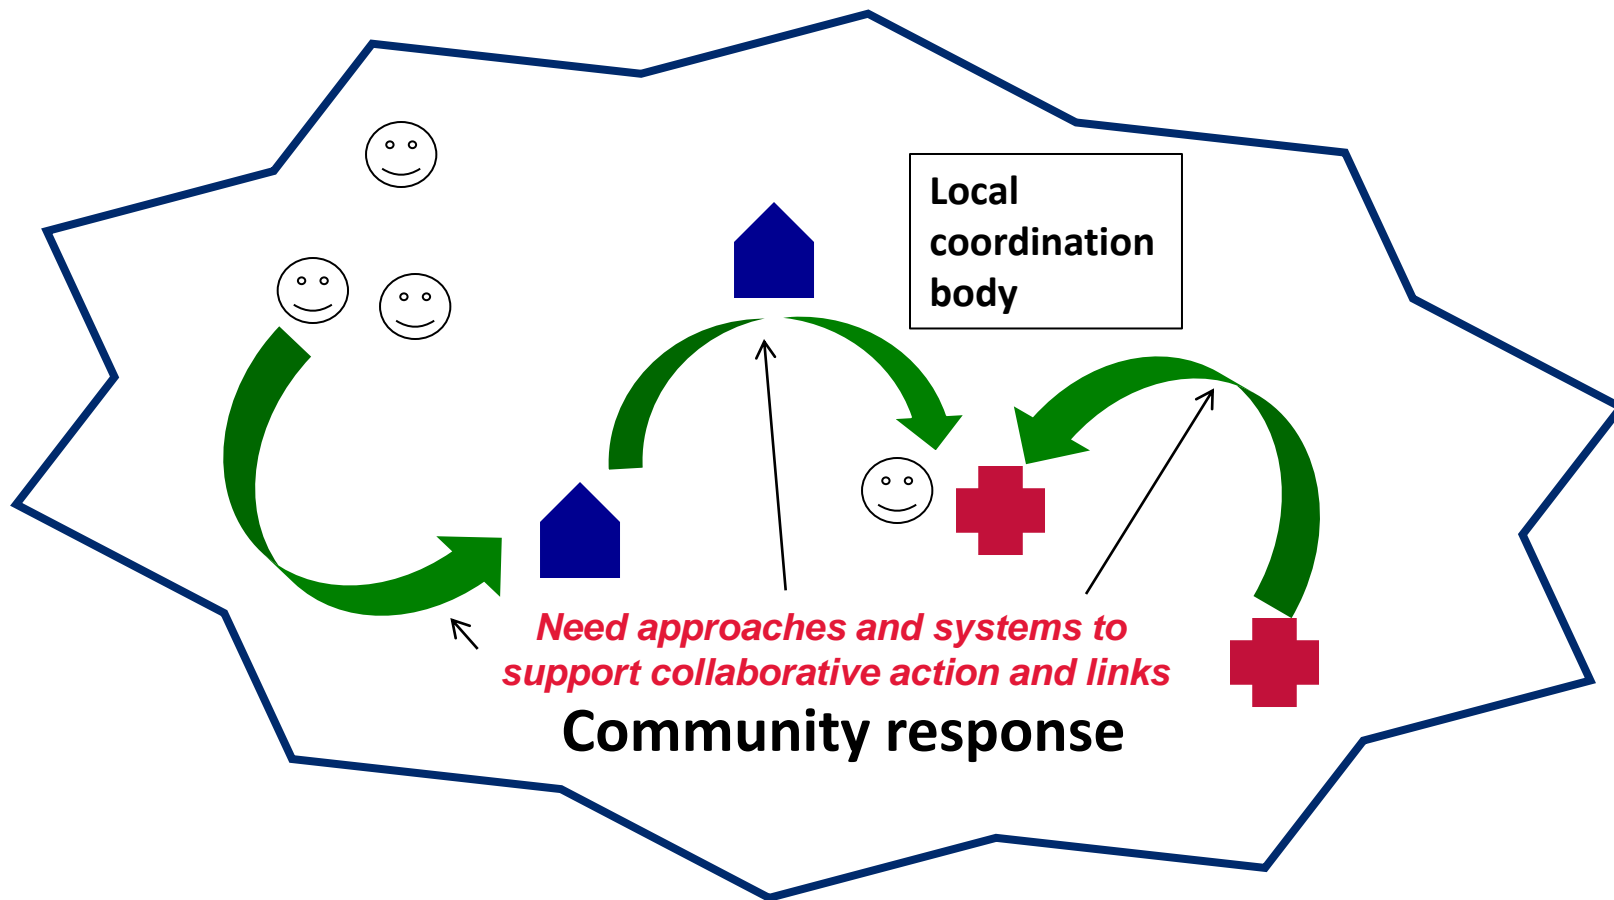 Local
coordination
body
Need approaches and systems to
support collaborative action and links
Community response